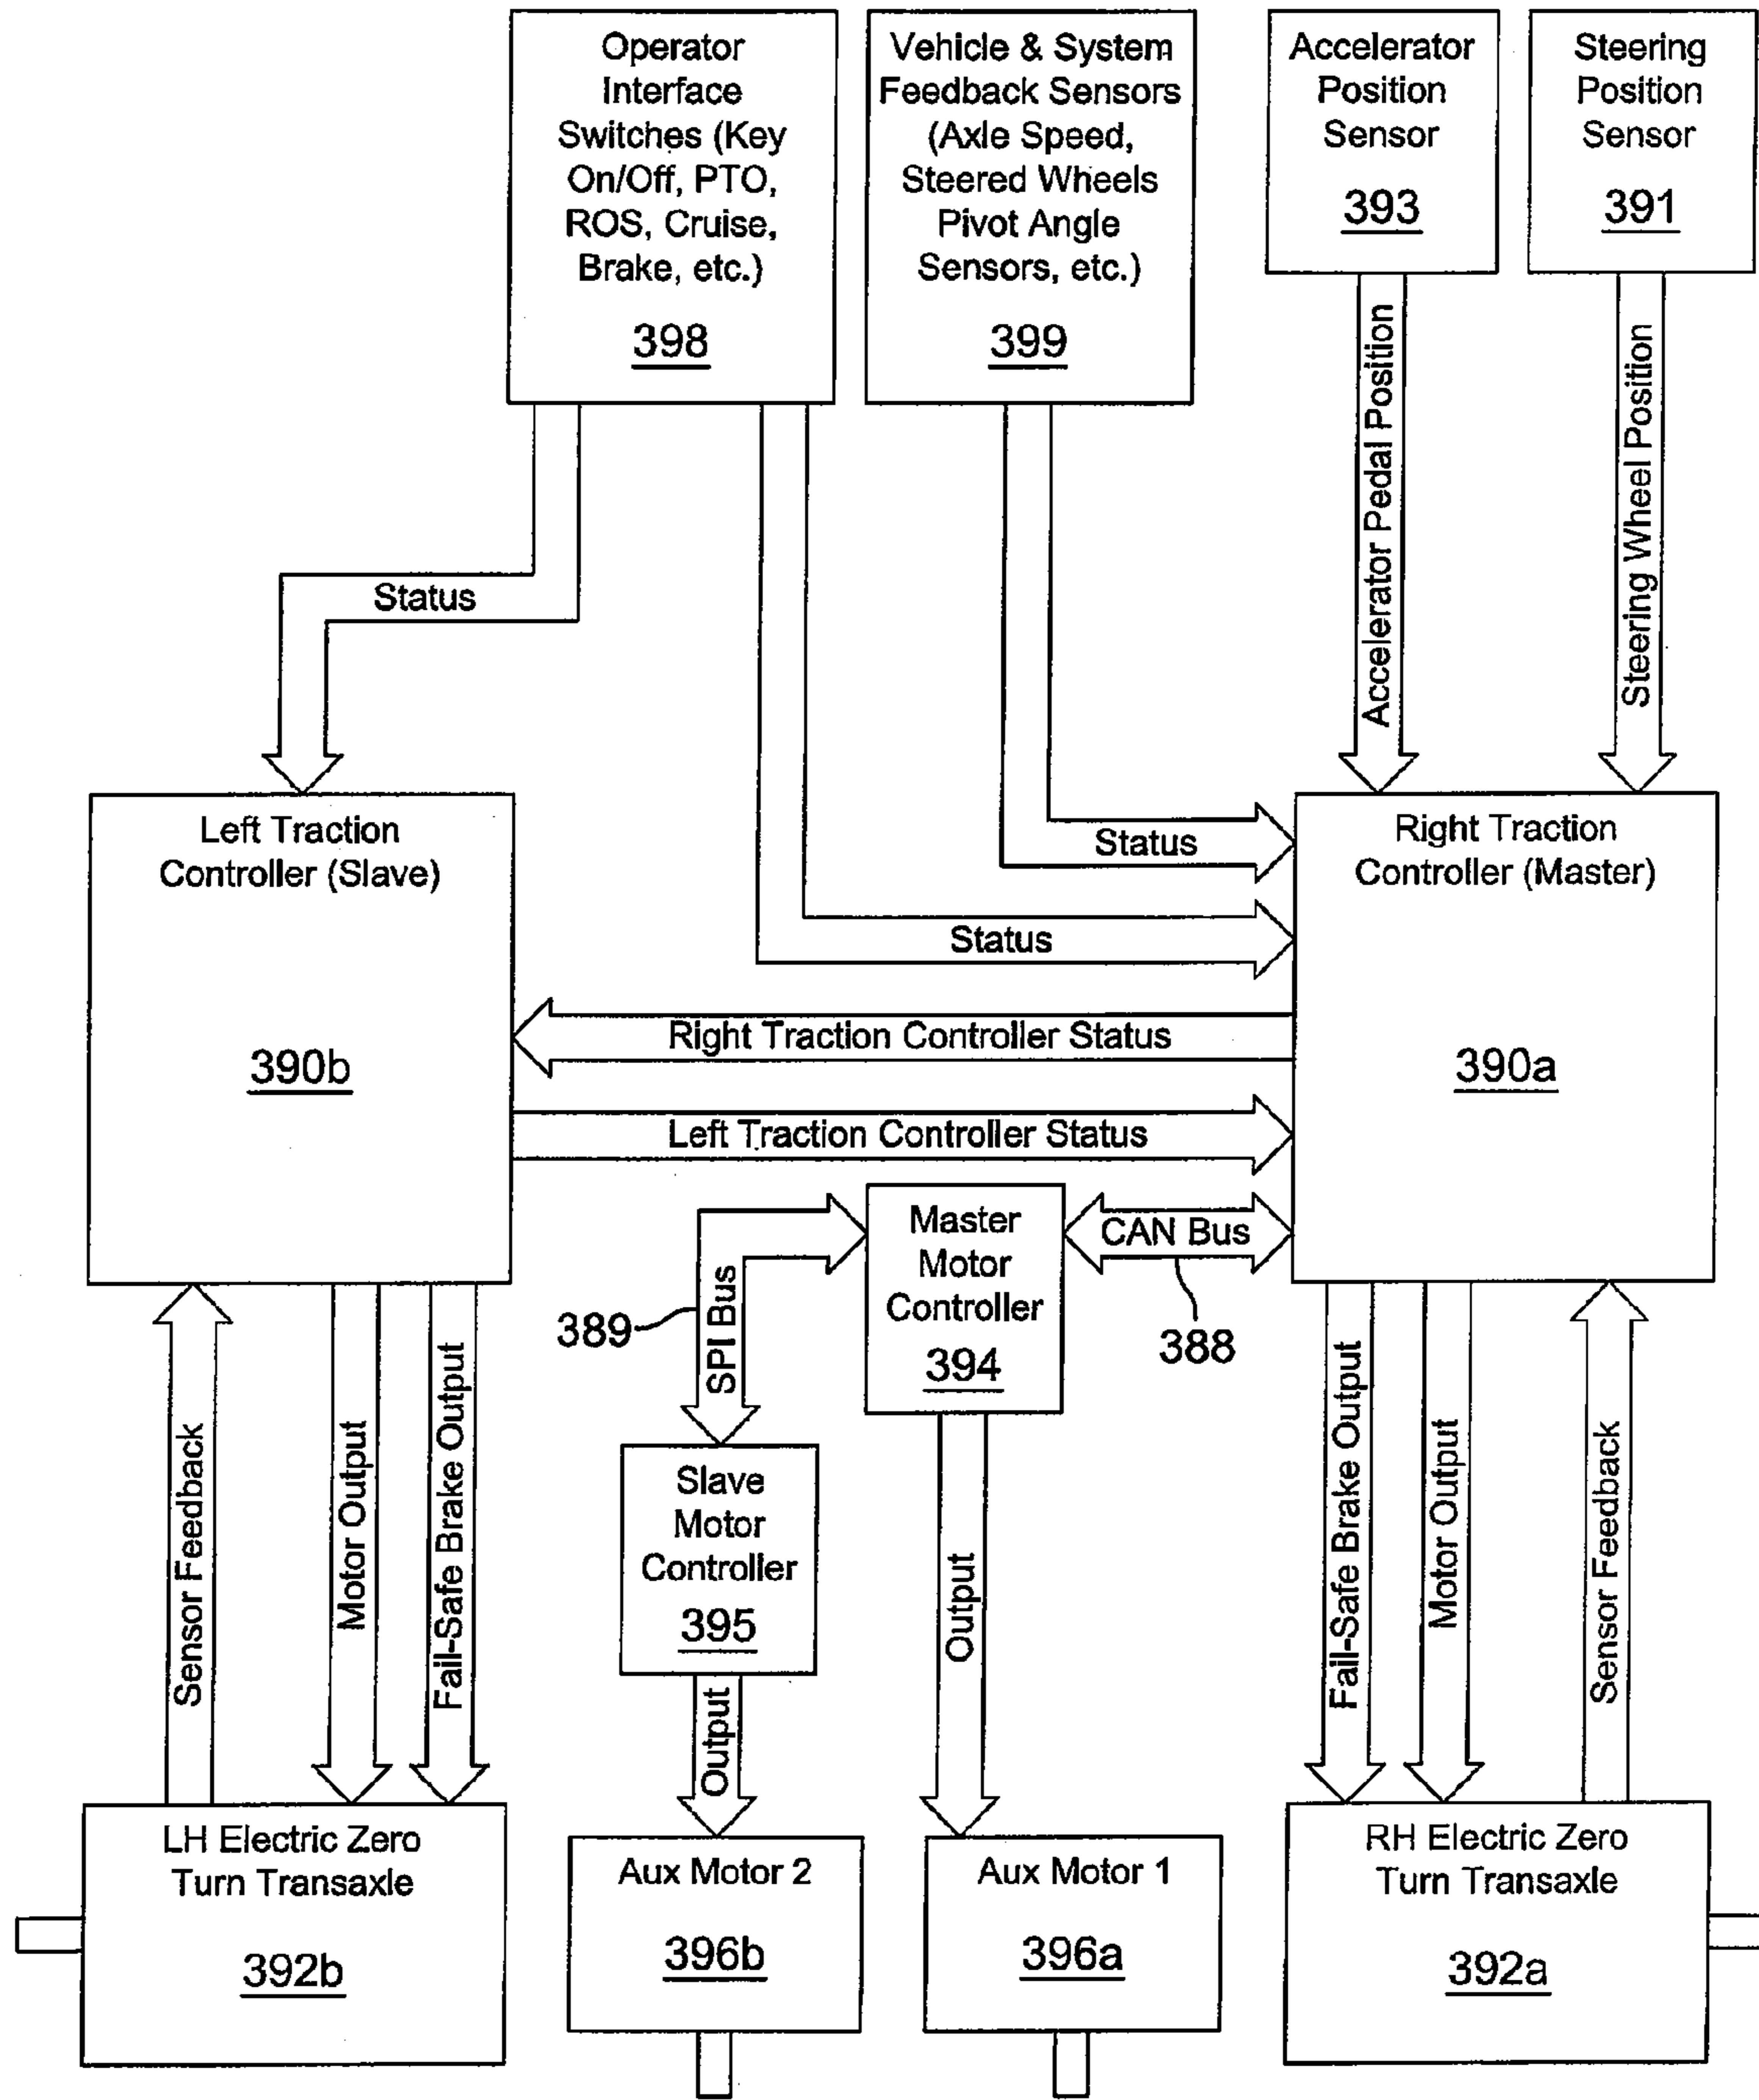 Operator
Interface
Switches (Key
On/Off, PTO,
ROS, Cruise,
Brake, etc.)
398
Vehicle & System
Feedback Sensors
(Axle Speed,
Steered Wheels
Pivot Angle
Sensors, etc.)
399
Accelerator
Position
Sensor
393
Steering
Position
Sensor
391
Status
Accelerator Pedal Position
Steering Wheel Position
Left Traction
Controller (Slave)
390b
Status
Status
Right Traction
Controller (Master)
390a
Right Traction Controller Status
Left Traction Controller Status
Master
Motor
Controller
394
CAN Bus
388
SPI Bus
389
Slave
Motor
Controller
395
Sensor Feedback
Motor Output
Fail-Safe Brake Output
Output
Output
Fail-Safe Brake Output
Motor Output
Sensor Feedback
LH Electric Zero
Turn Transaxle
392b
Aux Motor 2
396b
Aux Motor 1
396a
RH Electric Zero
Turn Transaxle
392a